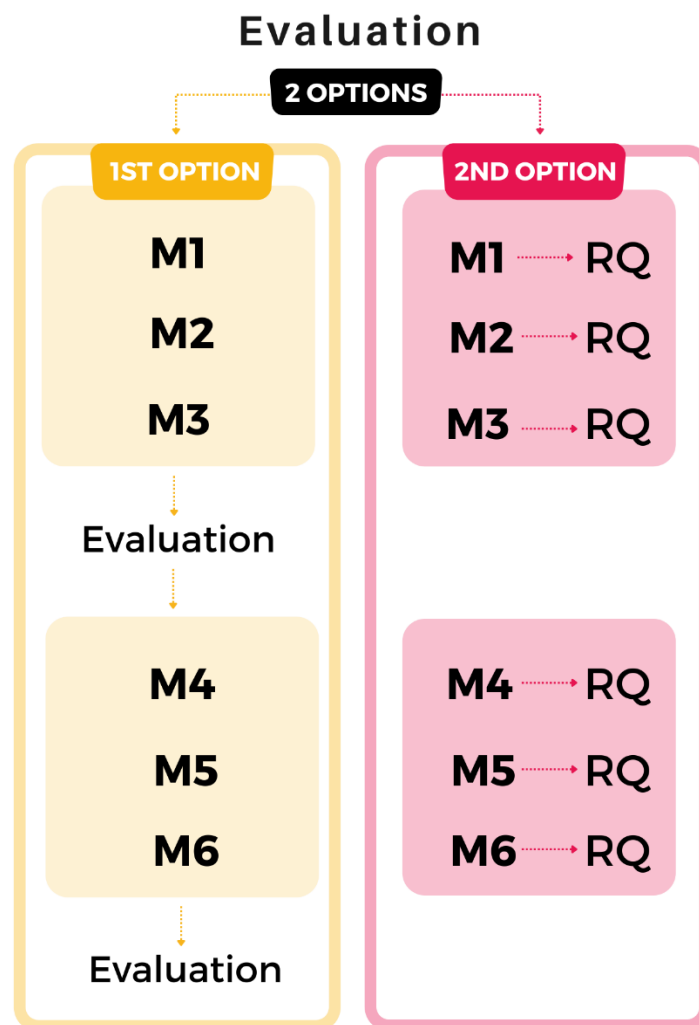 Evaluation
2 OPTIONS
1ST OPTION
M1
M2
M3
Evaluation
M4
M5
M6
Evaluation
2ND OPTION
M1 RQ
M2 RQ
M3 RQ
M4 RQ
M5 RQ
M6 RQ